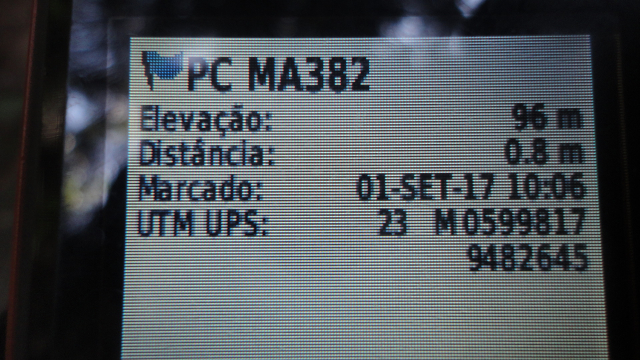 PC MA382
Elevação: 96 m
Distância: 0.8 m
Marcado: 01-SET-17 10:06
UTM UPS: 23 M 0599817
9482645